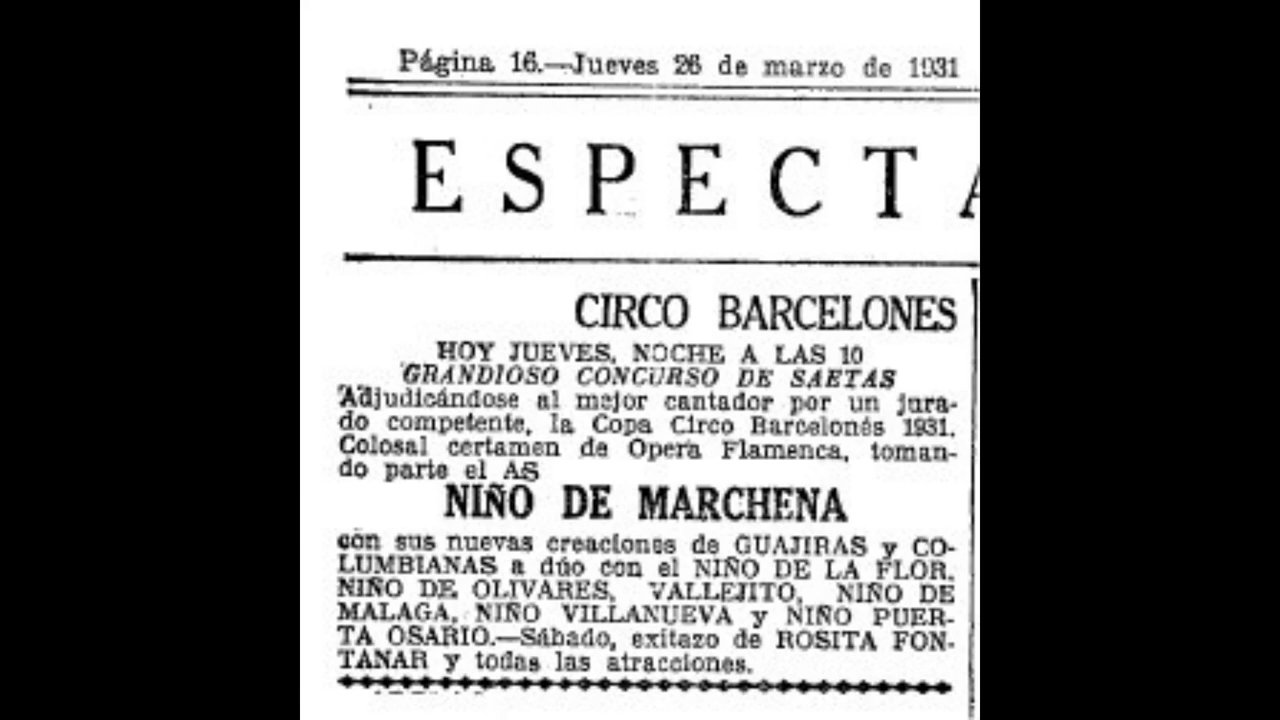 Página 16.—Jueves 26 de marzo de 1931
ESPECTA
CIRCO BARCELONES
HOY JUEVES, NOCHE A LAS 10
GRANDIOSO CONCURSO DE SAETAS
Adjudicándose al mejor cantador por un jura-
do competente, la Copa Circo Barcelonés 1931.
Colosal certamen de Opera Flamenca, toman-
do parte el AS
NIÑO DE MARCHENA
con sus nuevas creaciones de GUAJIRAS y CO-
LUMBIANAS a dúo con el NIÑO DE LA FLOR,
NIÑO DE OLIVARES, VALLEJITO, NIÑO DE
MALAGA, NIÑO VILLANUEVA y NIÑO PUER-
TA OSARIO.—Sábado, exitazo de ROSITA FON-
TANAR y todas las atracciones.